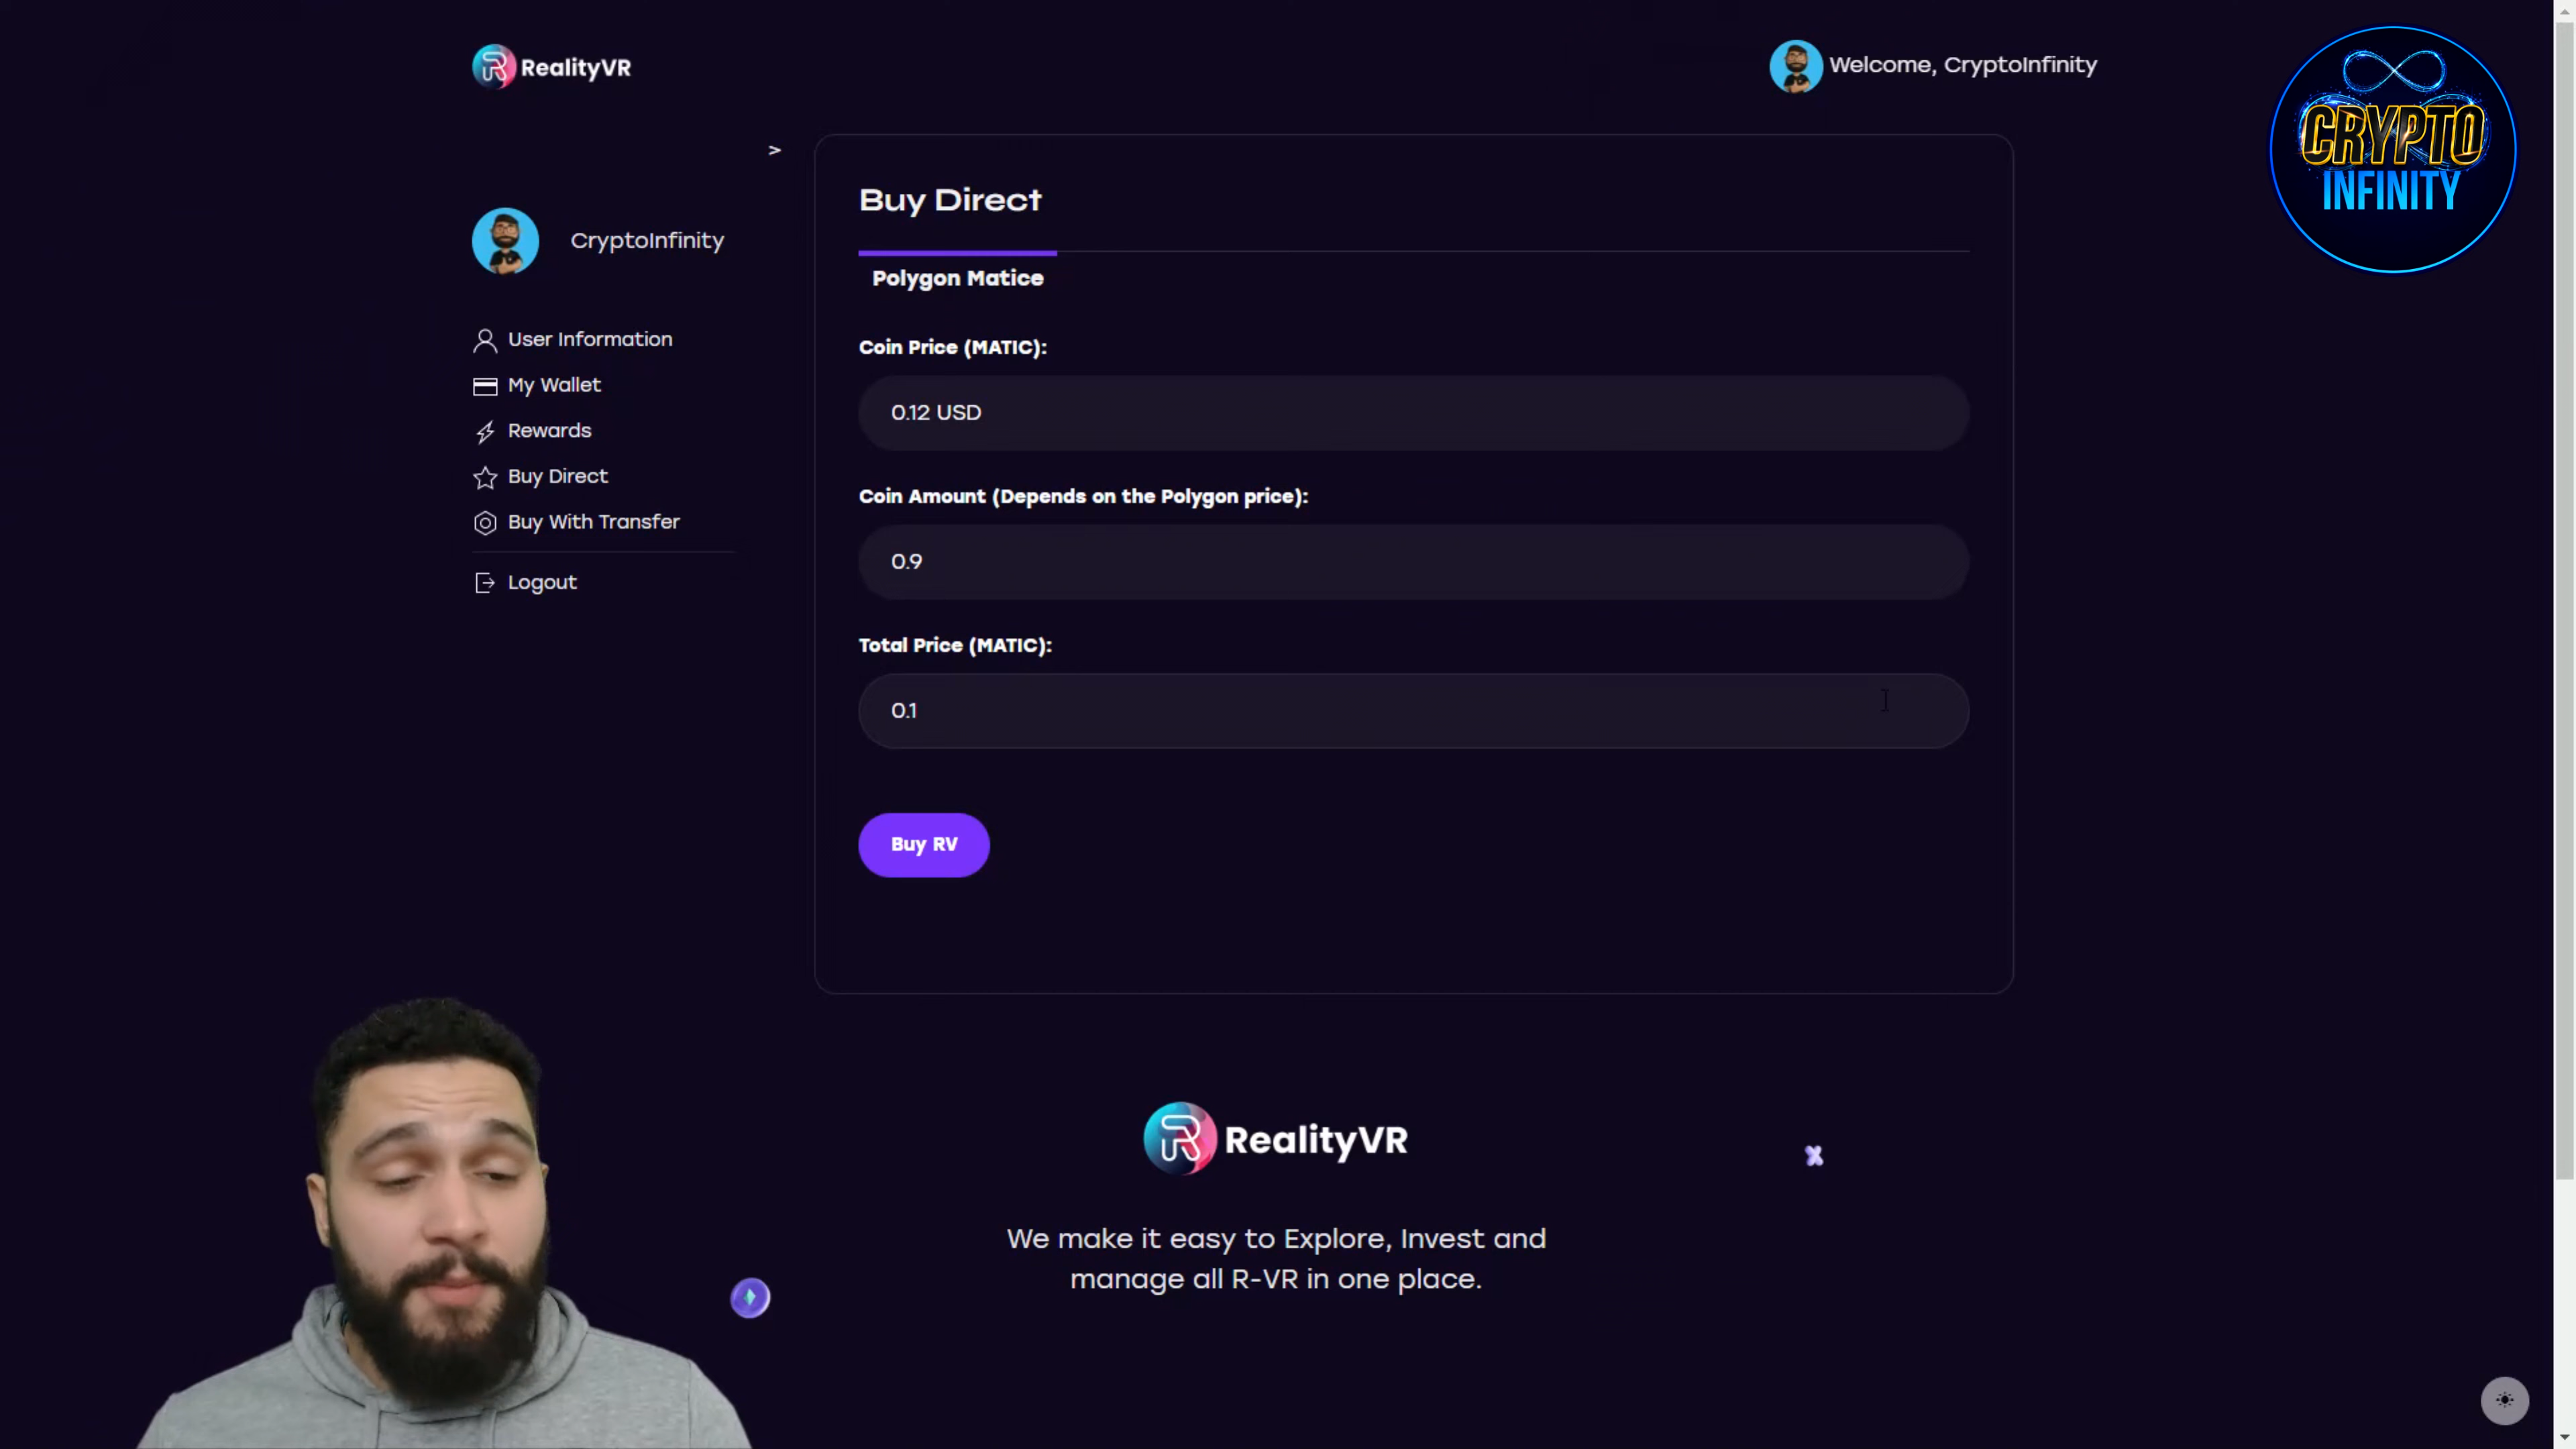 RealityVR
Welcome, CryptoInfinity
CRYPTO
INFINITY
>
CryptoInfinity
User Information
My Wallet
Rewards
Buy Direct
Buy With Transfer
Logout
Buy Direct
Polygon Matice
Coin Price (MATIC):
0.12 USD
Coin Amount (Depends on the Polygon price):
0.9
Total Price (MATIC):
0.1
Buy RV
RealityVR
We make it easy to Explore, Invest and
manage all R-VR in one place.